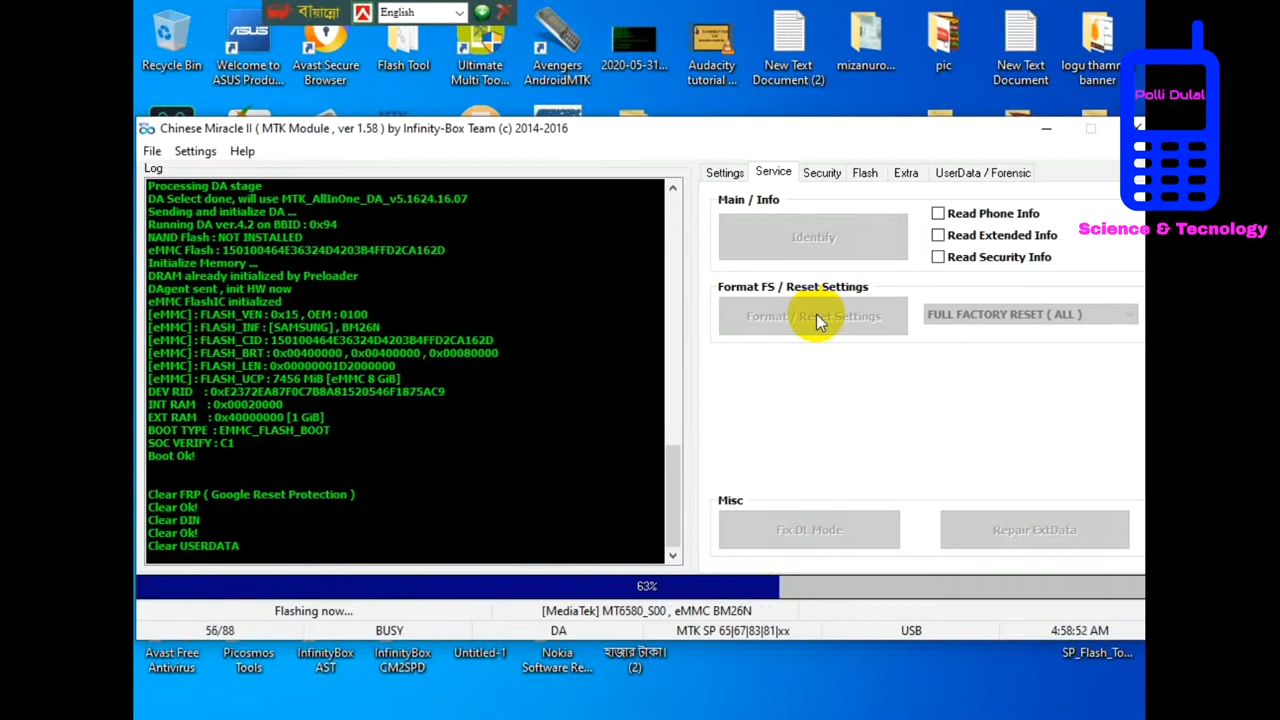 বাঁয়ান্নো
English
Recycle Bin
Welcome to
ASUS Produ...
Avast Secure
Browser
Flash Tool
Ultimate
Multi Too...
Avengers
AndroidMTK
2020-05-31...
Audacity
tutorial ...
New Text
Document (2)
mizanuro...
pic
New Text
Document
logu thamn
banner
Polli Dulal
Science & Tecnology
Chinese Miracle II ( MTK Module , ver 1.58 ) by Infinity-Box Team (c) 2014-2016
File Settings Help
Log
Processing DA stage
DA Select done, will use MTK_AllInOne_DA_v5.1624.16.07
Sending and initialize DA ...
Running DA ver.4.2 on BBID : 0x94
NAND Flash : NOT INSTALLED
eMMC Flash : 150100464E36324D4203B4FFD2CA162D
Initialize Memory ...
DRAM already initialized by Preloader
DAgent sent , init HW now
eMMC FlashIC initialized
[eMMC] : FLASH_VEN : 0x15 , OEM : 0100
[eMMC] : FLASH_INF : [SAMSUNG] , BM26N
[eMMC] : FLASH_CID : 150100464E36324D4203B4FFD2CA162D
[eMMC] : FLASH_BRT : 0x00400000 , 0x00400000 , 0x00080000
[eMMC] : FLASH_LEN : 0x00000001D2000000
[eMMC] : FLASH_UCP : 7456 MiB [eMMC 8 GiB]
DEV RID : 0xE2372EA87F0C7B8A81520546F1875AC9
INT RAM : 0x00020000
EXT RAM : 0x40000000 [1 GiB]
BOOT TYPE : EMMC_FLASH_BOOT
SOC VERIFY : C1
Boot Ok!
Clear FRP ( Google Reset Protection )
Clear Ok!
Clear DIN
Clear Ok!
Clear USERDATA
Settings Service Security Flash Extra UserData / Forensic
Main / Info
Identify
Read Phone Info
Read Extended Info
Read Security Info
Format FS / Reset Settings
Format / Reset Settings
FULL FACTORY RESET ( ALL )
Misc
Fix DL Mode
Repair ExtData
63%
Flashing now... [MediaTek] MT6580_S00 , eMMC BM26N
56/88 BUSY DA MTK SP 65|67|83|81|xx USB 4:58:52 AM
Avast Free
Antivirus
Picosmos
Tools
InfinityBox
AST
InfinityBox
CM2SPD
Untitled-1
Nokia
Software Re...
হাজার টাকা।
(2)
SP_Flash_To...